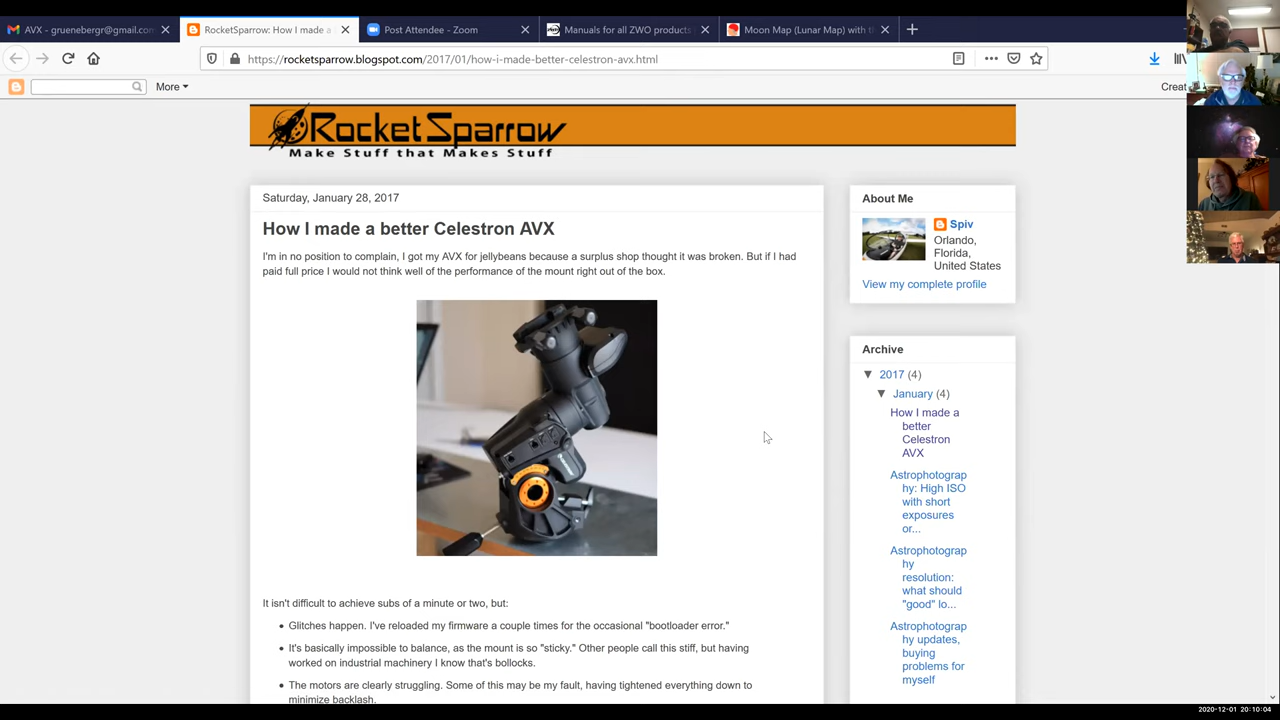 AVX - gruenebergr@gmail.com
RocketSparrow: How I made a
Post Attendee - Zoom
Manuals for all ZWO products
Moon Map (Lunar Map) with th
https://rocketsparrow.blogspot.com/2017/01/how-i-made-better-celestron-avx.html
More
Creat
RocketSparrow
Make Stuff that Makes Stuff
Saturday, January 28, 2017
How I made a better Celestron AVX
I'm in no position to complain, I got my AVX for jellybeans because a surplus shop thought it was broken. But if I had
paid full price I would not think well of the performance of the mount right out of the box.
It isn't difficult to achieve subs of a minute or two, but:
Glitches happen. I've reloaded my firmware a couple times for the occasional "bootloader error."
It's basically impossible to balance, as the mount is so "sticky." Other people call this stiff, but having
worked on industrial machinery I know that's bollocks.
The motors are clearly struggling. Some of this may be my fault, having tightened everything down to
minimize backlash.
About Me
Spiv
Orlando,
Florida,
United States
View my complete profile
Archive
2017 (4)
January (4)
How I made a
better
Celestron
AVX
Astrophotograp
hy: High ISO
with short
exposures
or...
Astrophotograp
hy
resolution:
what should
"good" lo...
Astrophotograp
hy updates,
buying
problems for
myself
2020-12-01 20:10:04